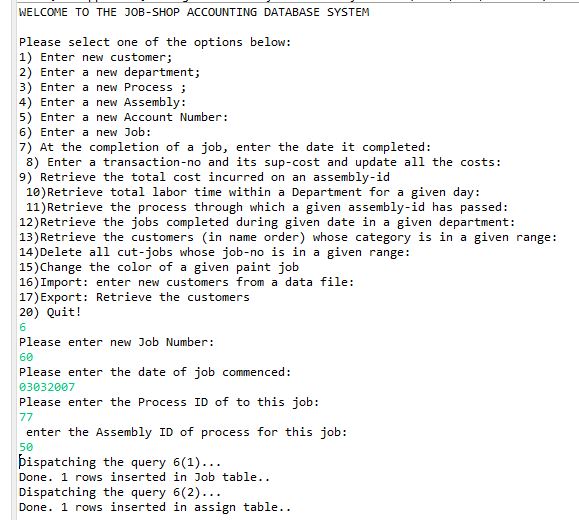 WELCOME TO THE JOB-SHOP ACCOUNTING DATABASE SYSTEM
Please select one of the options below:
1) Enter new customer;
2) Enter a new department;
3) Enter a new Process ;
4) Enter a new Assembly:
5) Enter a new Account Number:
6) Enter a new Job:
7) At the completion of a job, enter the date it completed:
8) Enter a transaction-no and its sup-cost and update all the costs:
9) Retrieve the total cost incurred on an assembly-id
10)Retrieve total labor time within a Department for a given day:
11)Retrieve the process through which a given assembly-id has passed:
12)Retrieve the jobs completed during given date in a given department:
13)Retrieve the customers (in name order) whose category is in a given range:
14)Delete all cut-jobs whose job-no is in a given range:
15)Change the color of a given paint job
16)Import: enter new customers from a data file:
17)Export: Retrieve the customers
20) Quit!
6
Please enter new Job Number:
60
Please enter the date of job commenced:
03032007
Please enter the Process ID of to this job:
77
enter the Assembly ID of process for this job:
50
Dispatching the query 6(1)...
Done. 1 rows inserted in Job table..
Dispatching the query 6(2)...
Done. 1 rows inserted in assign table..